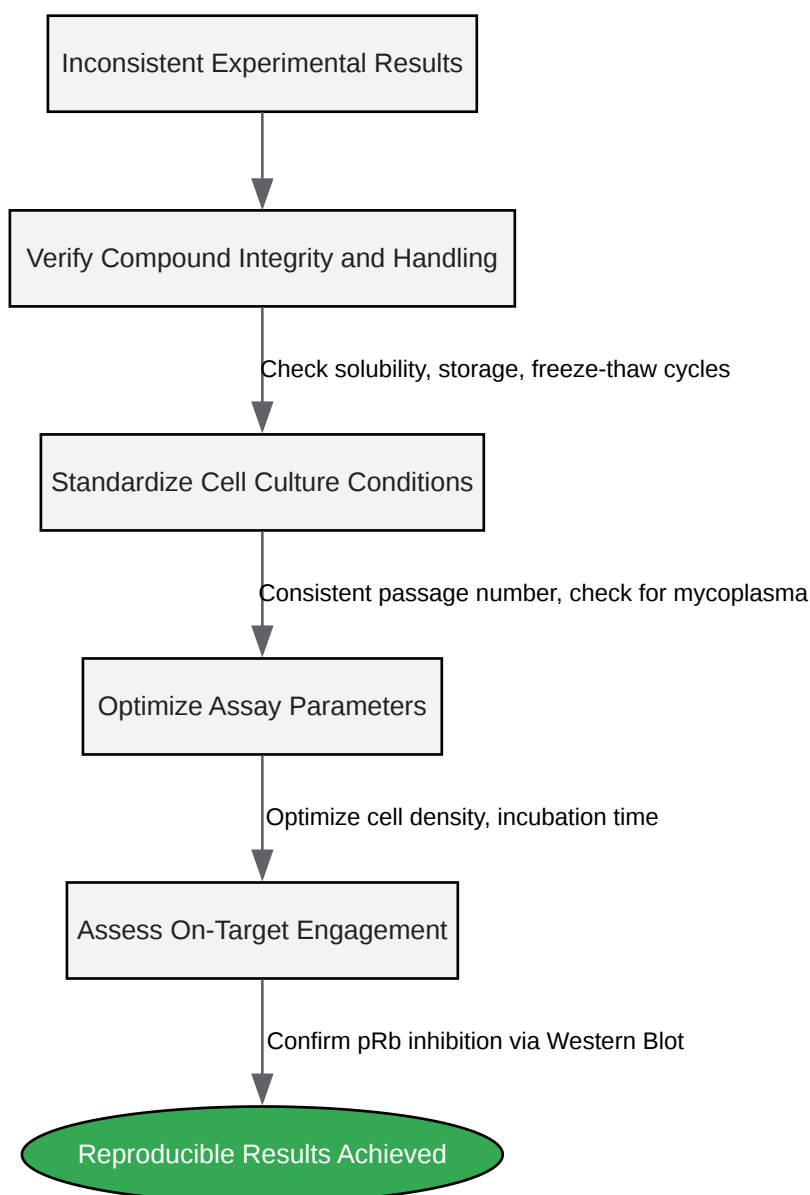 Inconsistent Experimental Results
Verify Compound Integrity and Handling
Check solubility, storage, freeze-thaw cycles
Standardize Cell Culture Conditions
Consistent passage number, check for mycoplasma
Optimize Assay Parameters
Optimize cell density, incubation time
Assess On-Target Engagement
Confirm pRb inhibition via Western Blot
Reproducible Results Achieved